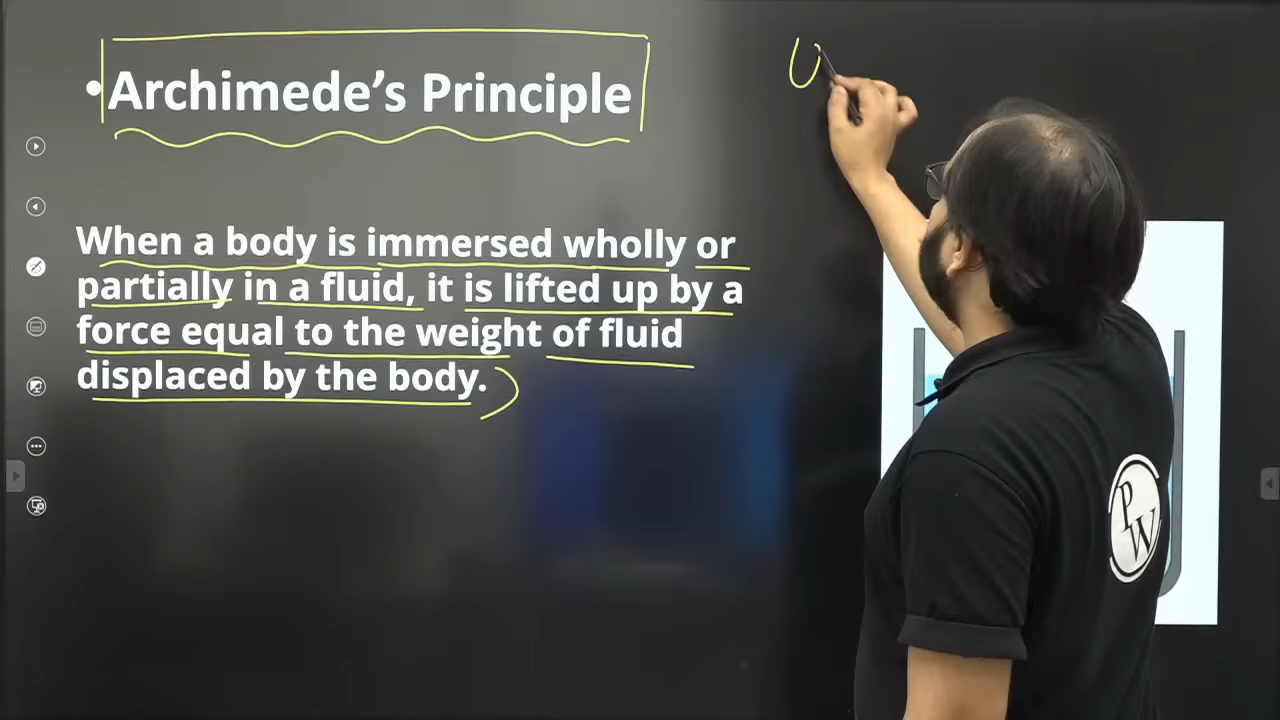 • Archimede's Principle
U
When a body is immersed wholly or
partially in a fluid, it is lifted up by a
force equal to the weight of fluid
displaced by the body.
PW